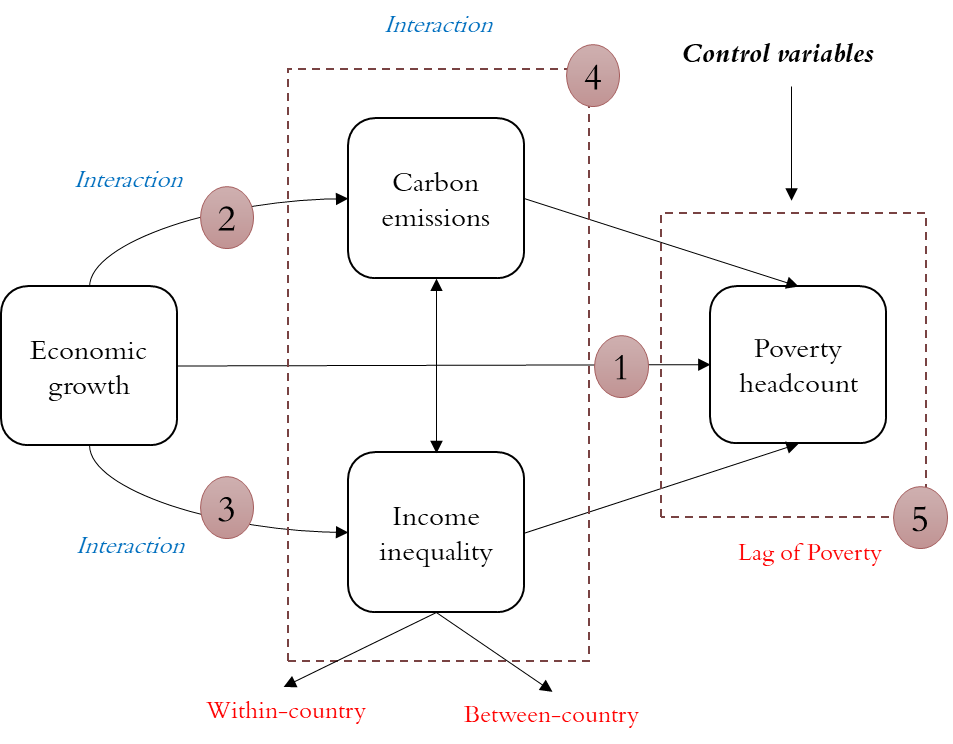 Interaction
4
Control variables
Carbon
emissions
Interaction
2
Economic
growth
1
Poverty
headcount
3
Income
inequality
Interaction
5
Lag of Poverty
Within-country
Between-country